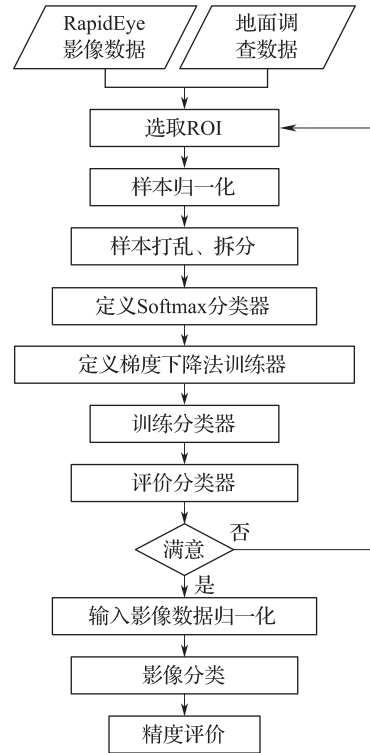 RapidEye
影像数据
地面调
查数据
选取ROI
样本归一化
样本打乱、拆分
定义Softmax分类器
定义梯度下降法训练器
训练分类器
评价分类器
满意
否
是
输入影像数据归一化
影像分类
精度评价